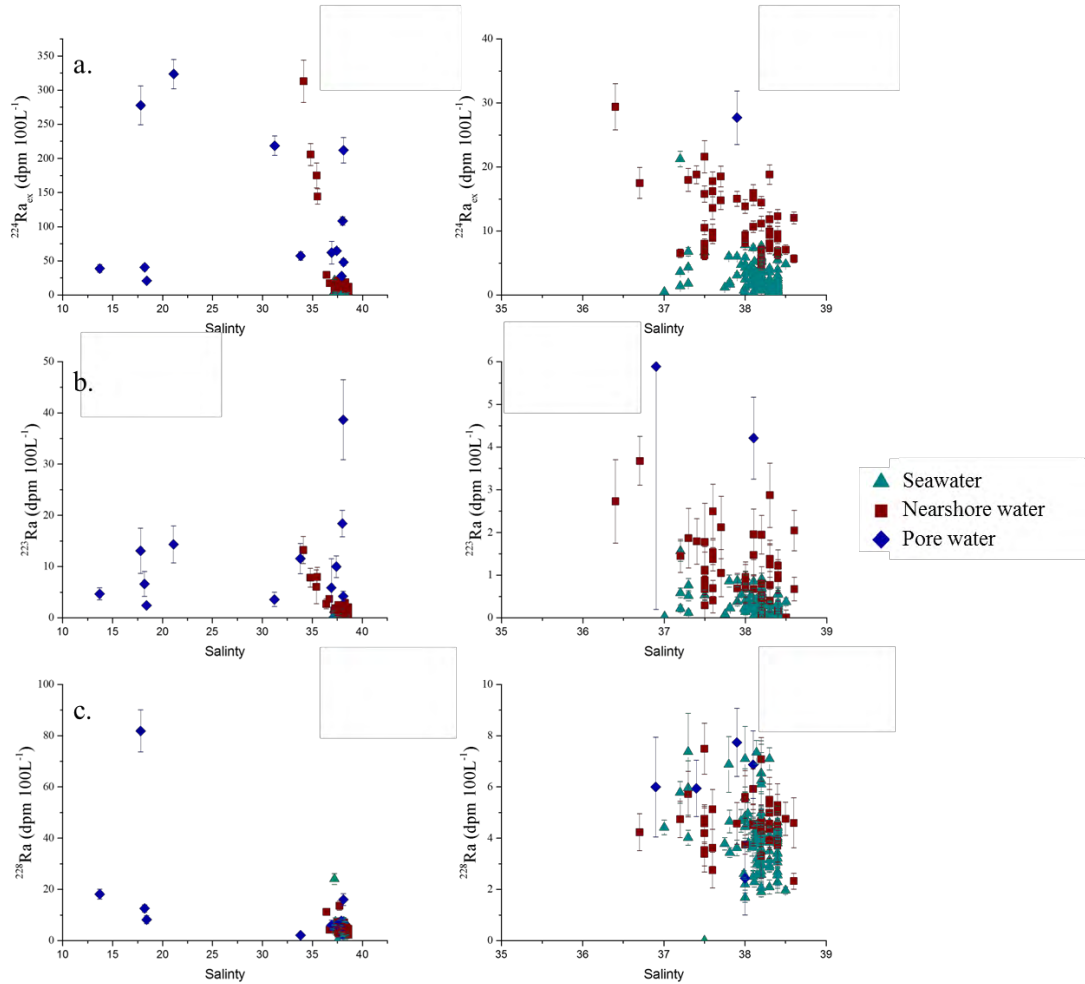 a.
²²⁴Raₑₓ (dpm 100L⁻¹)
350
300
250
200
150
100
50
0
10 15 20 25 30 35 40
Salinty
²²⁴Raₑₓ (dpm 100L⁻¹)
40
30
20
10
0
35 36 37 38 39
Salinity
b.
²²³Ra (dpm 100L⁻¹)
50
40
30
20
10
0
10 15 20 25 30 35 40
Salinity
²²³Ra (dpm 100L⁻¹)
6
5
4
3
2
1
0
35 36 37 38 39
Salinity
Seawater
Nearshore water
Pore water
c.
²²⁸Ra (dpm 100L⁻¹)
100
80
60
40
20
0
10 15 20 25 30 35 40
Salinity
²²⁸Ra (dpm 100L⁻¹)
10
8
6
4
2
0
35 36 37 38 39
Salinity